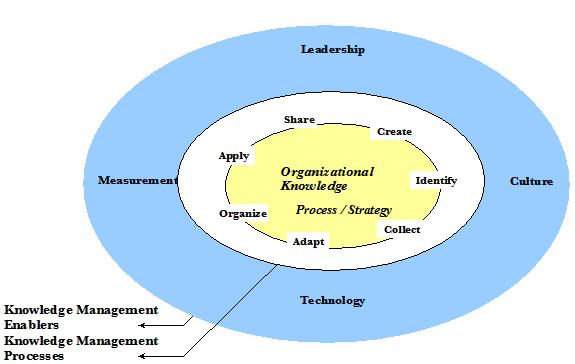 Leadership
Share
Create
Apply
Organizational
Knowledge
Measurement
Identify
Culture
Process / Strategy
Organize
Collect
Adapt
Technology
Knowledge Management
Enablers
Knowledge Management
Processes